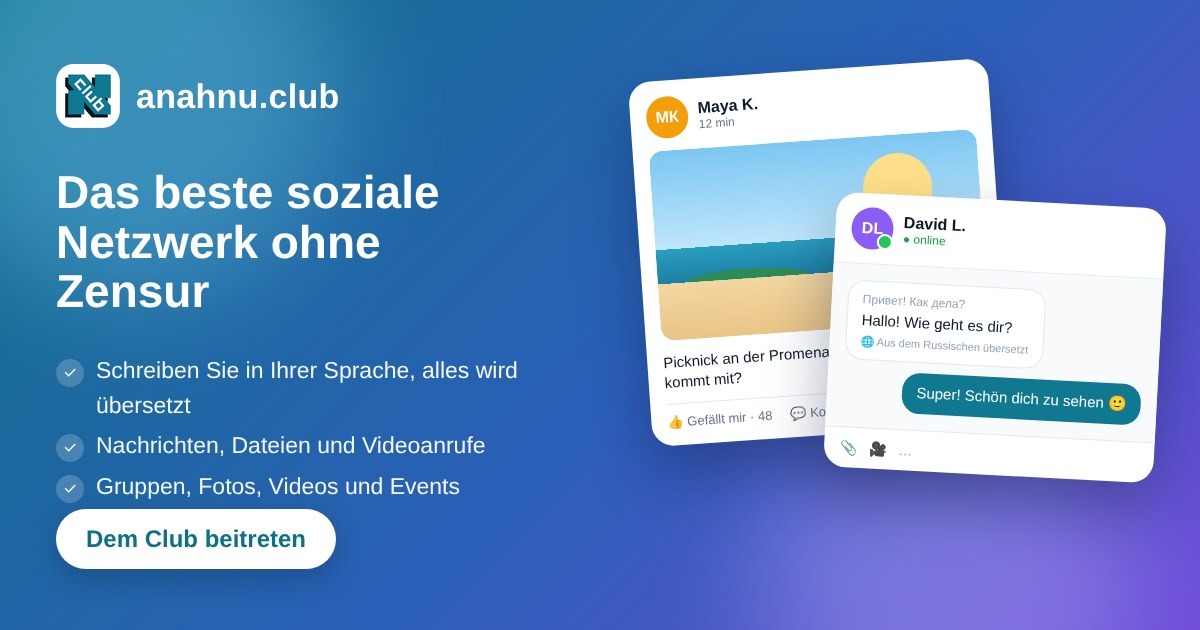 club
anahnu.club
Das beste soziale
Netzwerk ohne
Zensur
Schreiben Sie in Ihrer Sprache, alles wird
übersetzt
Nachrichten, Dateien und Videoanrufe
Gruppen, Fotos, Videos und Events
Dem Club beitreten
MK
Maya K.
12 min
Picknick an der Promena
kommt mit?
👍 Gefällt mir · 48 💬 Ko
DL
David L.
● online
Привет! Как дела?
Hallo! Wie geht es dir?
🌐 Aus dem Russischen übersetzt
Super! Schön dich zu sehen 🙂
📎 🎥 ...